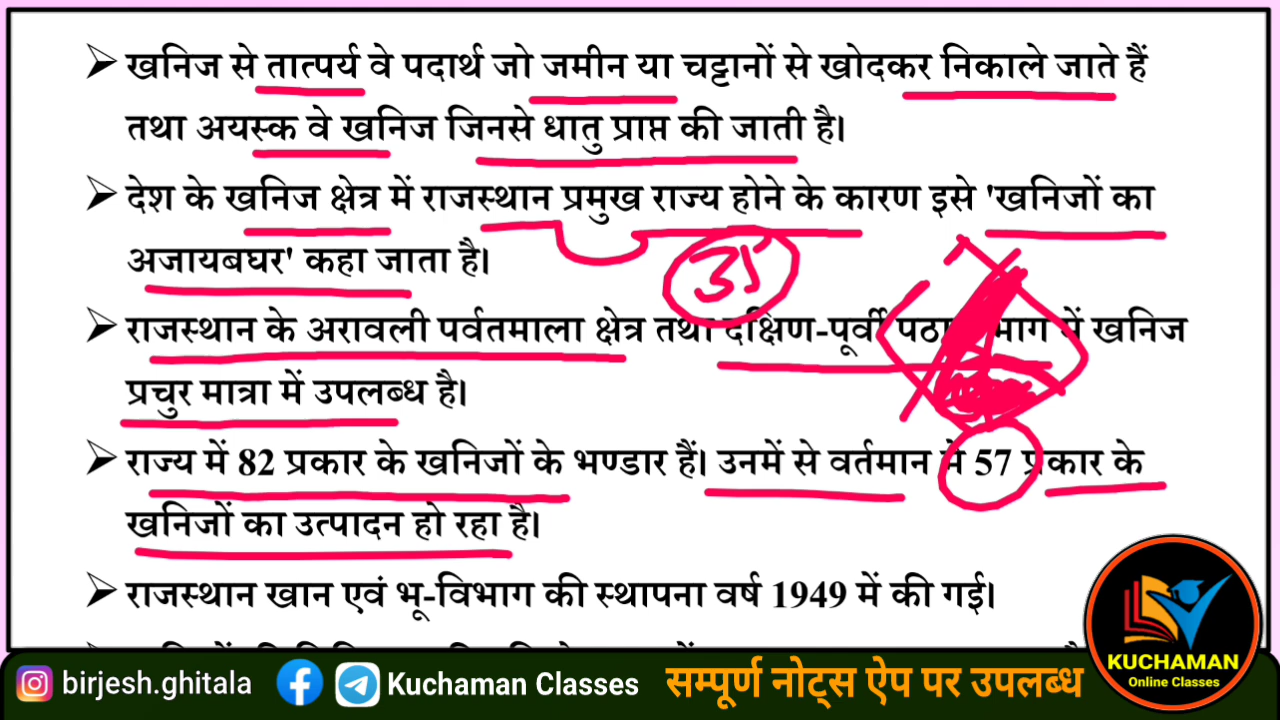 खनिज से तात्पर्य वे पदार्थ जो जमीन या चट्टानों से खोदकर निकाले जाते हैं
तथा अयस्क वे खनिज जिनसे धातु प्राप्त की जाती है।
देश के खनिज क्षेत्र में राजस्थान प्रमुख राज्य होने के कारण इसे 'खनिजों का
अजायबघर' कहा जाता है।
राजस्थान के अरावली पर्वतमाला क्षेत्र तथा दक्षिण-पूर्वी में खनिज
प्रचुर मात्रा में उपलब्ध है।
राज्य में 82 प्रकार के खनिजों के भण्डार हैं। उनमें से वर्तमान में 57 प्रकार के
खनिजों का उत्पादन हो रहा है।
राजस्थान खान एवं भू-विभाग की स्थापना वर्ष 1949 में की गई।
birjesh.ghitala
Kuchaman Classes
सम्पूर्ण नोट्स ऐप पर उपलब्ध
KUCHAMAN
Online Classes